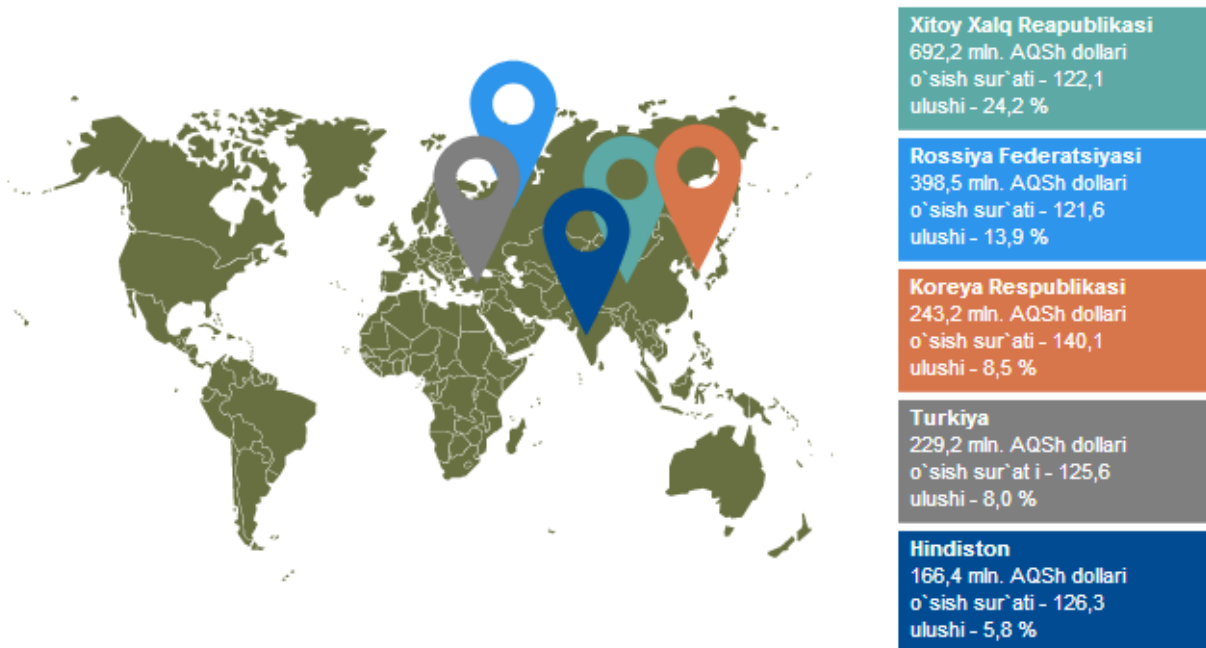 Xitoy Xalq Reapublikasi
692,2 mln. AQSh dollari
o`sish sur`ati - 122,1
ulushi - 24,2 %
Rossiya Federatsiyasi
398,5 mln. AQSh dollari
o`sish sur`ati - 121,6
ulushi - 13,9 %
Koreya Respublikasi
243,2 mln. AQSh dollari
o`sish sur`ati - 140,1
ulushi - 8,5 %
Turkiya
229,2 mln. AQSh dollari
o`sish sur`at i - 125,6
ulushi - 8,0 %
Hindiston
166,4 mln. AQSh dollari
o`sish sur`ati - 126,3
ulushi - 5,8 %